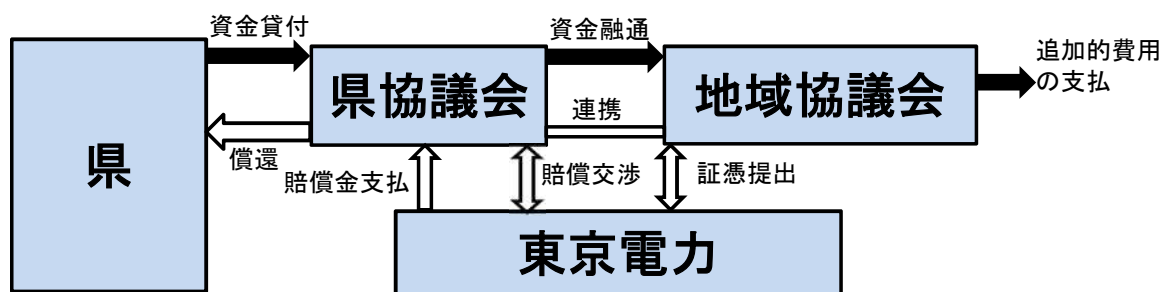 資金貸付
資金融通
追加的費用
の支払
県協議会
地域協議会
連携
県
償還
賠償金支払
賠償交渉
証憑提出
東京電力